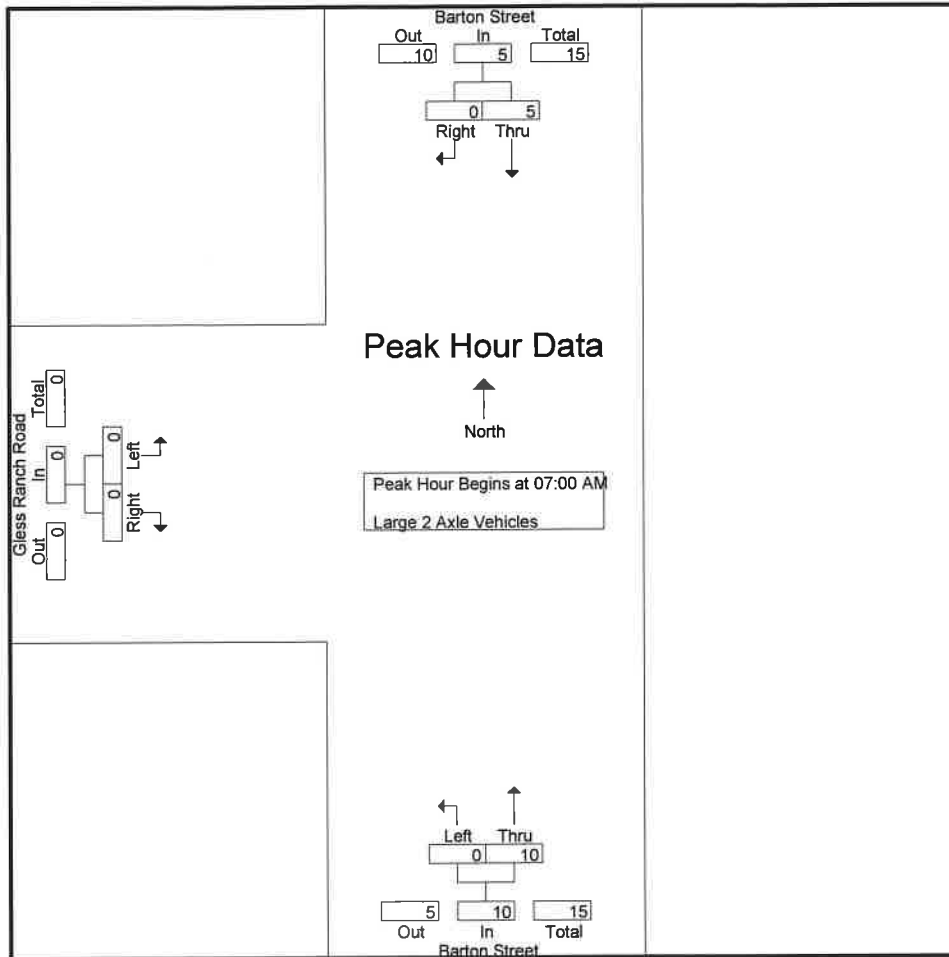 Barton Street
Out In Total
10 5 15
0 5
Right Thru
Peak Hour Data
North
Peak Hour Begins at 07:00 AM
Large 2 Axle Vehicles
Gless Ranch Road
Out In Total
0 0 0
Right Left
0 0
Left Thru
0 10
5 10 15
Out In Total
Barton Street